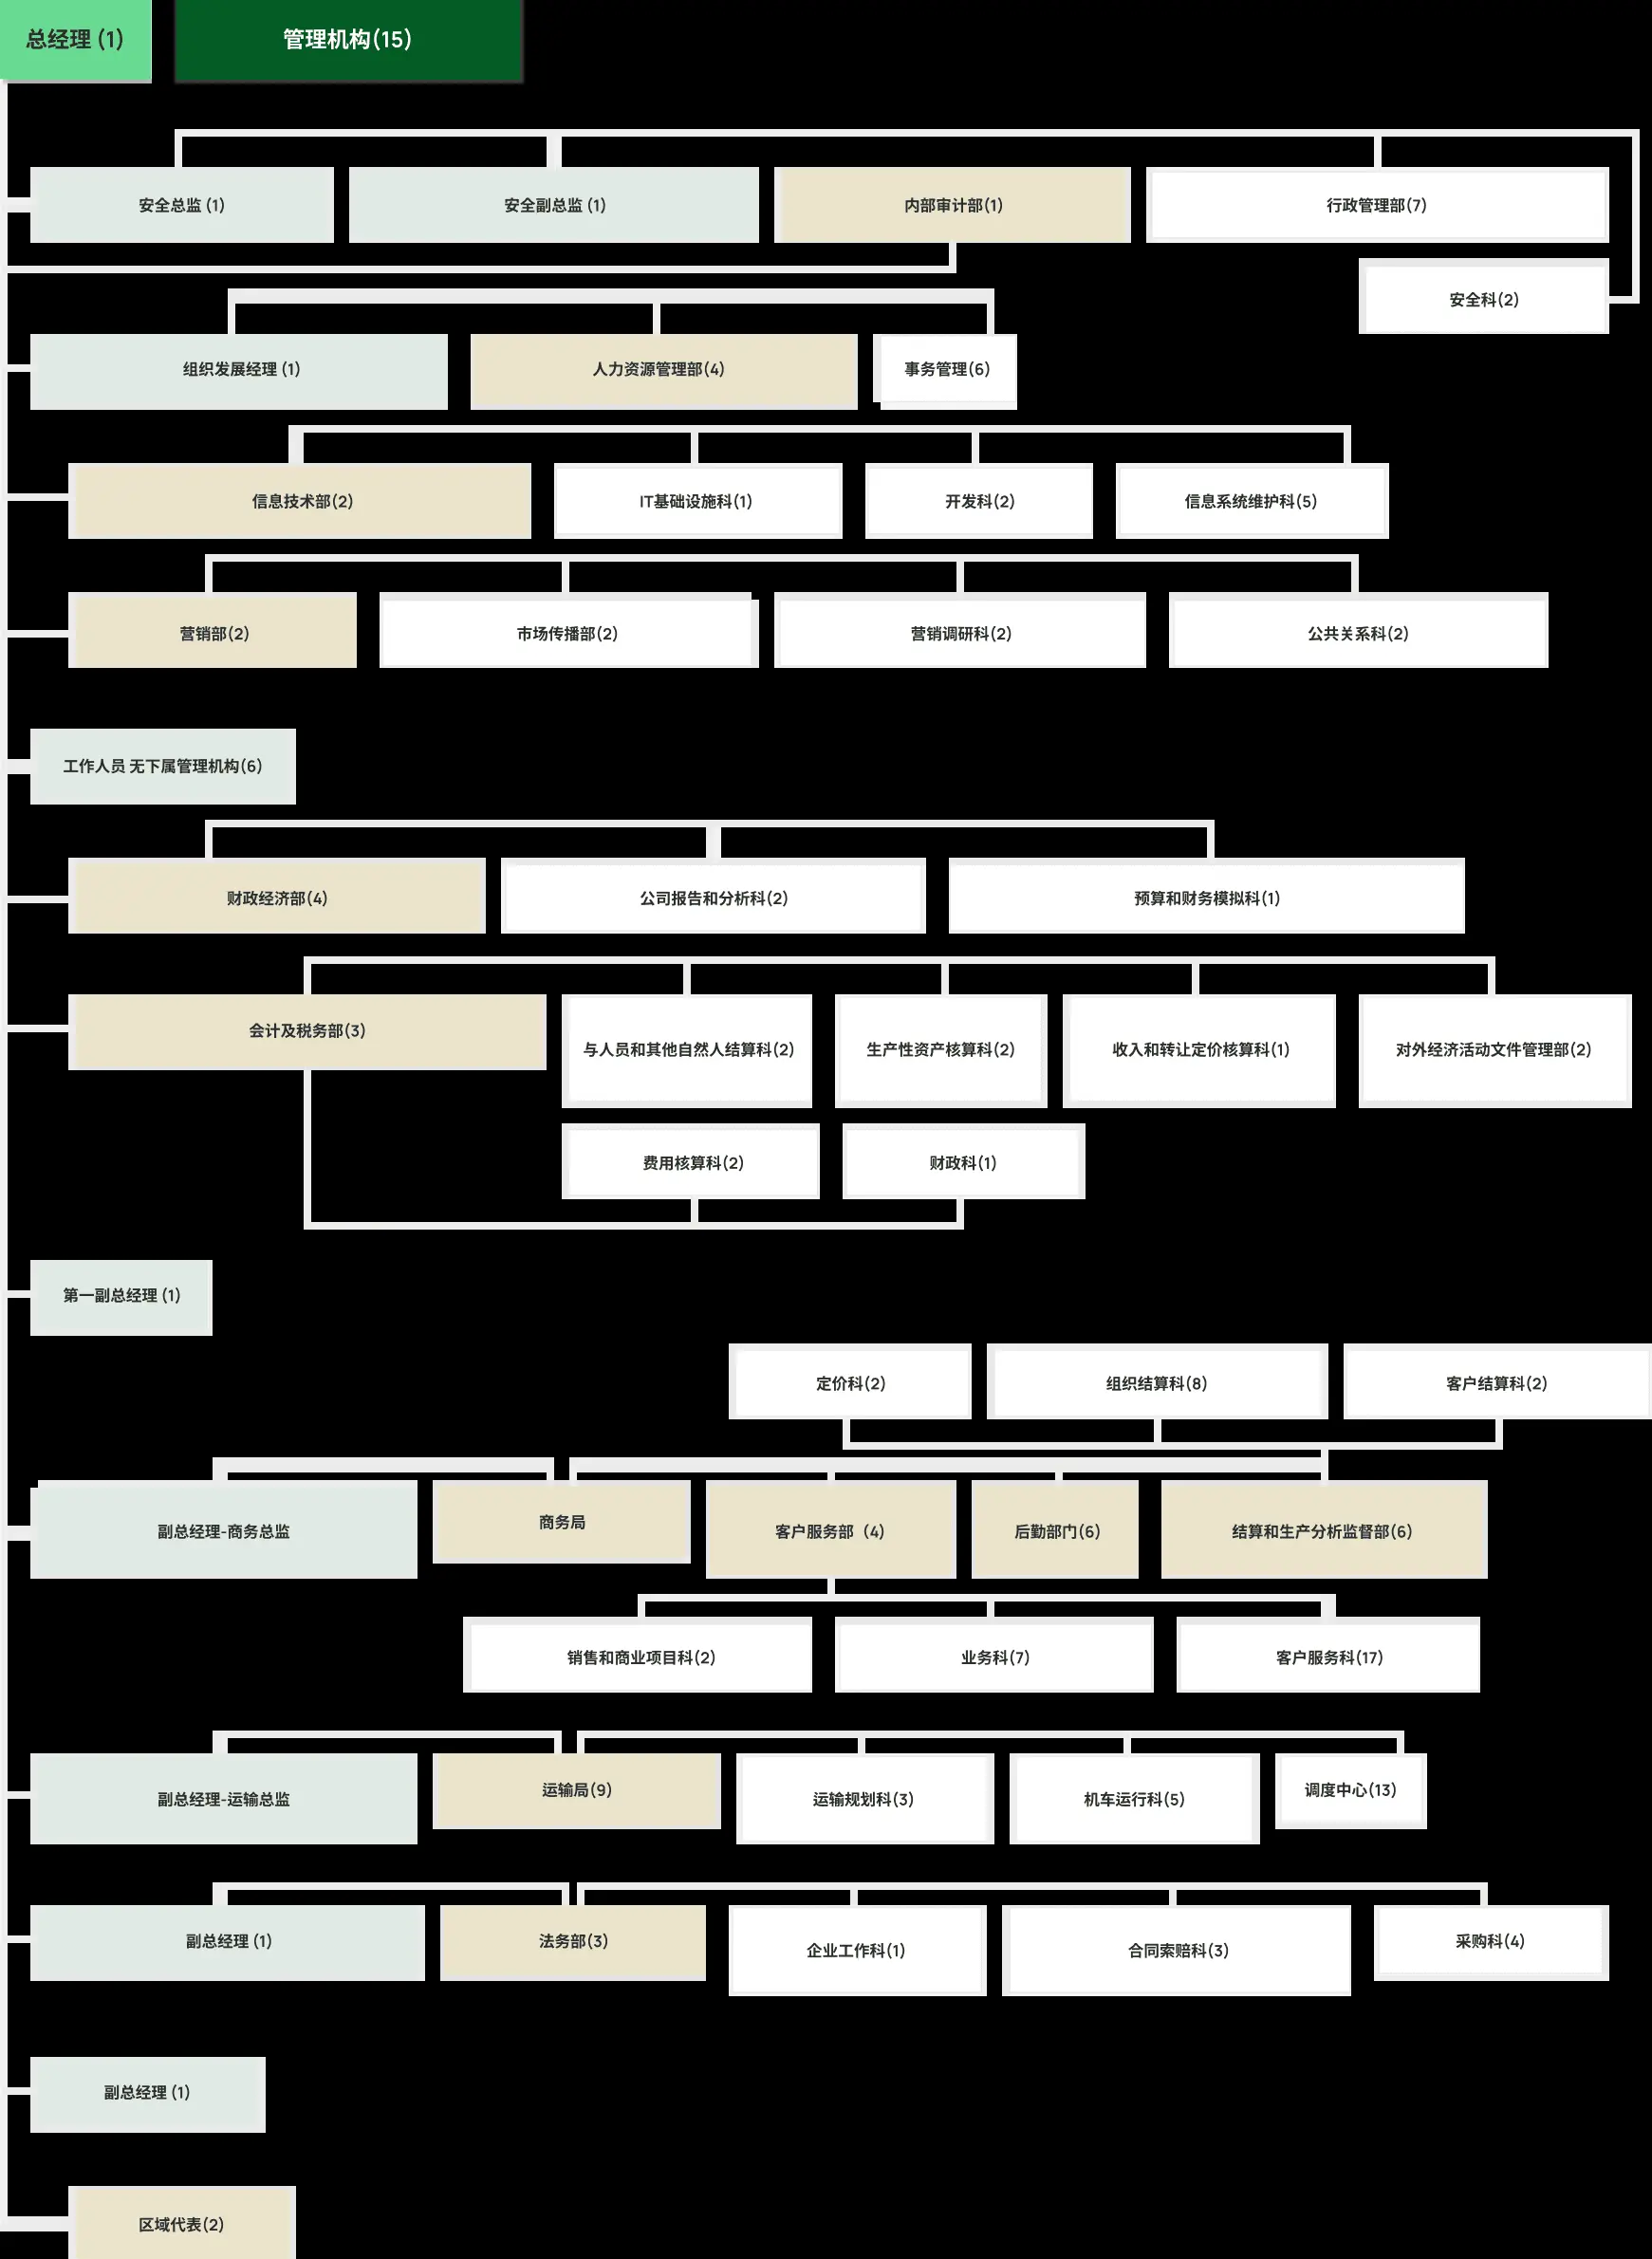 总经理 (1)
管理机构(15)
安全总监 (1)
安全副总监 (1)
内部审计部(1)
行政管理部(7)
安全科(2)
组织发展经理 (1)
人力资源管理部(4)
事务管理(6)
信息技术部(2)
IT基础设施科(1)
开发科(2)
信息系统维护科(5)
营销部(2)
市场传播部(2)
营销调研科(2)
公共关系科(2)
工作人员 无下属管理机构(6)
财政经济部(4)
公司报告和分析科(2)
预算和财务模拟科(1)
会计及税务部(3)
与人员和其他自然人结算科(2)
生产性资产核算科(2)
收入和转让定价核算科(1)
对外经济活动文件管理部(2)
费用核算科(2)
财政科(1)
第一副总经理 (1)
定价科(2)
组织结算科(8)
客户结算科(2)
副总经理-商务总监
商务局
客户服务部（4)
后勤部门(6)
结算和生产分析监督部(6)
销售和商业项目科(2)
业务科(7)
客户服务科(17)
副总经理-运输总监
运输局(9)
运输规划科(3)
机车运行科(5)
调度中心(13)
副总经理 (1)
法务部(3)
企业工作科(1)
合同索赔科(3)
采购科(4)
副总经理 (1)
区域代表(2)